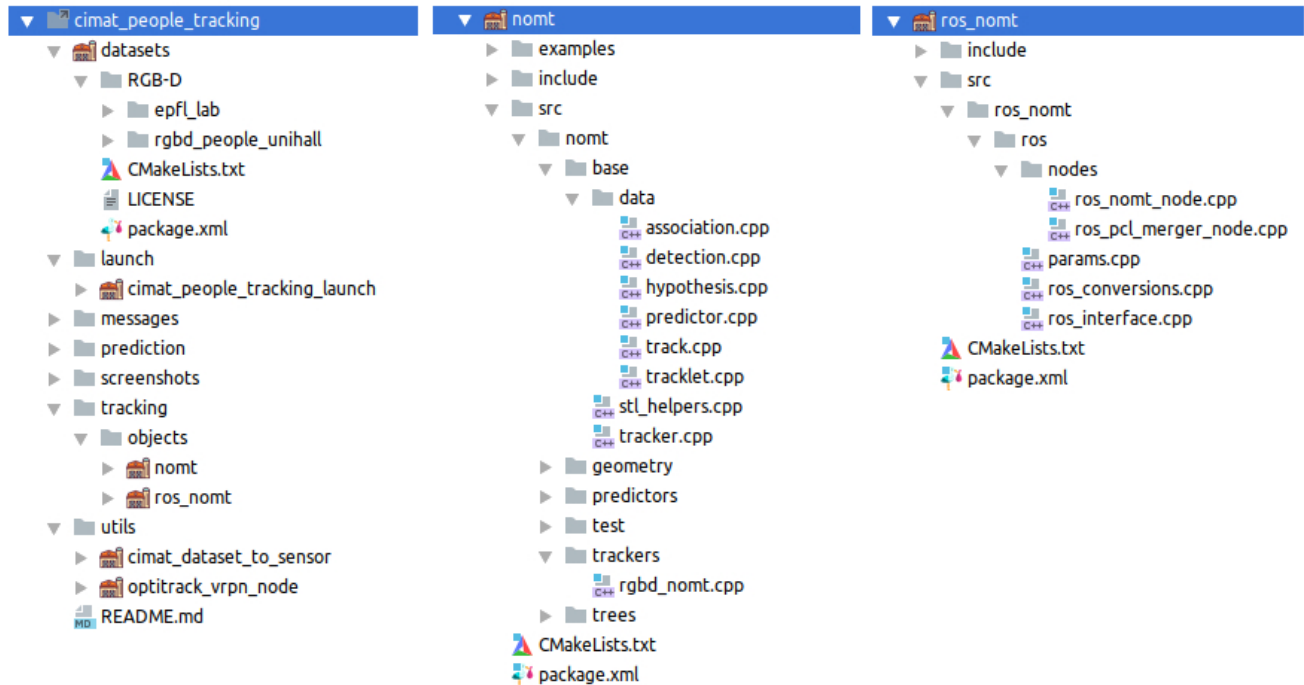 cimat_people_tracking
datasets
RGB-D
epfl_lab
rgbd_people_unihall
CMakeLists.txt
LICENSE
package.xml
launch
cimat_people_tracking_launch
messages
prediction
screenshots
tracking
objects
nomt
ros_nomt
utils
cimat_dataset_to_sensor
optitrack_vrpn_node
MD README.md
nomt
examples
include
src
nomt
base
data
C++ association.cpp
C++ detection.cpp
C++ hypothesis.cpp
C++ predictor.cpp
C++ track.cpp
C++ tracklet.cpp
C++ stl_helpers.cpp
C++ tracker.cpp
geometry
predictors
test
trackers
C++ rgbd_nomt.cpp
trees
CMakeLists.txt
package.xml
ros_nomt
include
src
ros_nomt
ros
nodes
C++ ros_nomt_node.cpp
C++ ros_pcl_merger_node.cpp
C++ params.cpp
C++ ros_conversions.cpp
C++ ros_interface.cpp
CMakeLists.txt
package.xml